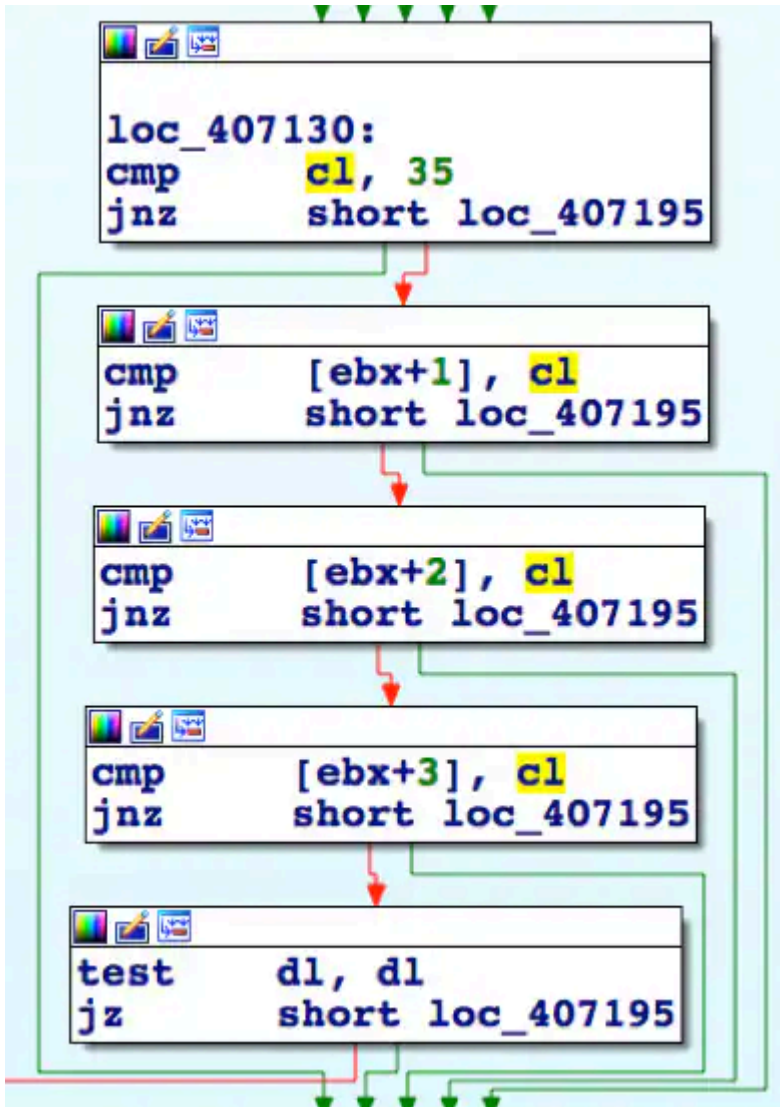 loc_407130:
cmp cl, 35
jnz short loc_407195
cmp [ebx+1], cl
jnz short loc_407195
cmp [ebx+2], cl
jnz short loc_407195
cmp [ebx+3], cl
jnz short loc_407195
test dl, dl
jz short loc_407195